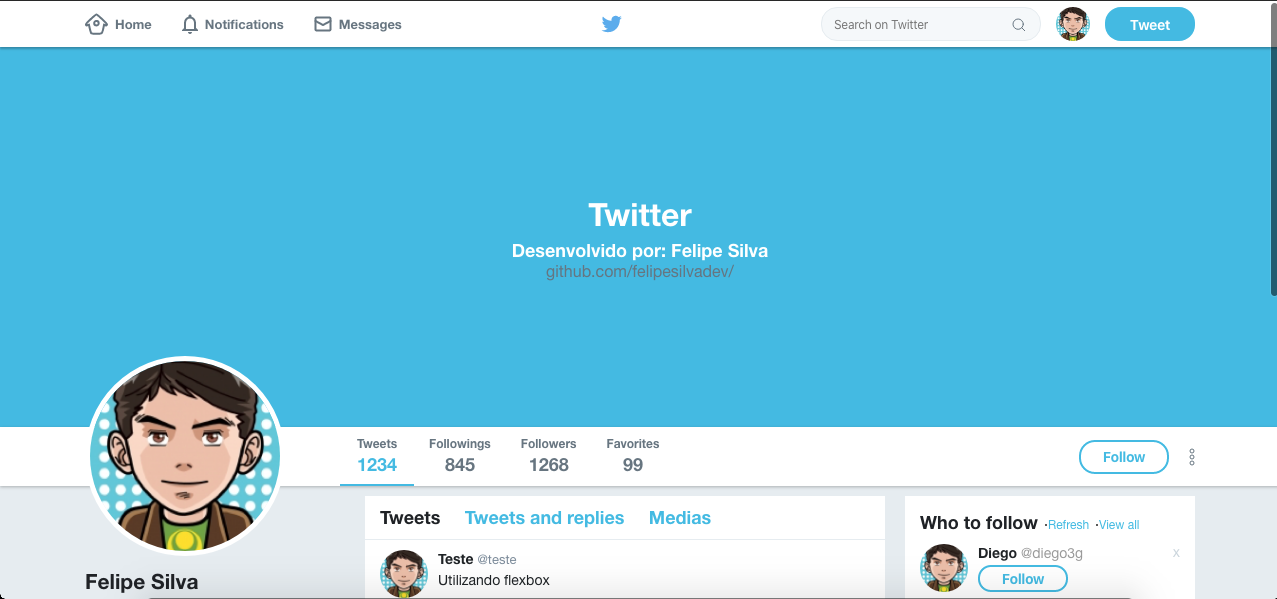 Home Notifications Messages Search on Twitter Tweet
Twitter
Desenvolvido por: Felipe Silva
github.com/felipesilvadev/
Tweets Followings Followers Favorites
1234 845 1268 99
Follow
Felipe Silva
Tweets Tweets and replies Medias
Teste @teste
Utilizando flexbox
Who to follow ·Refresh ·View all
Diego @diego3g x
Follow